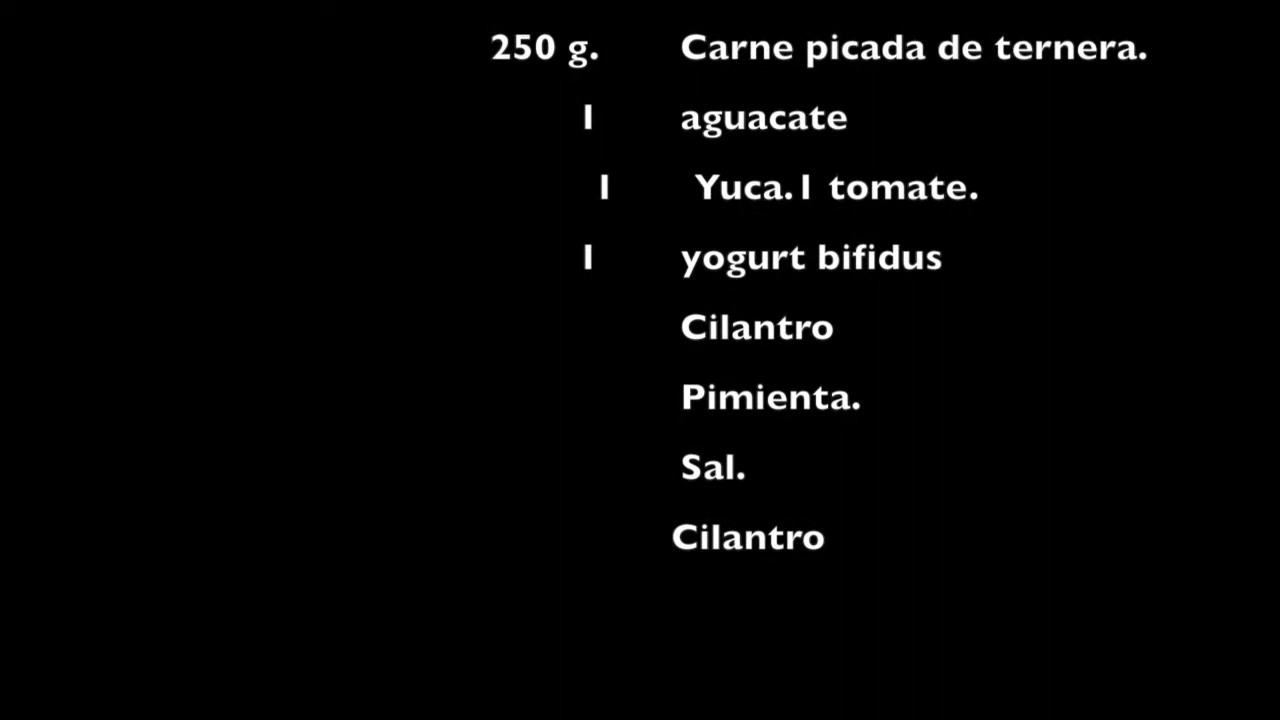 250 g. Carne picada de ternera.
1 aguacate
1 Yuca.1 tomate.
1 yogurt bifidus
Cilantro
Pimienta.
Sal.
Cilantro